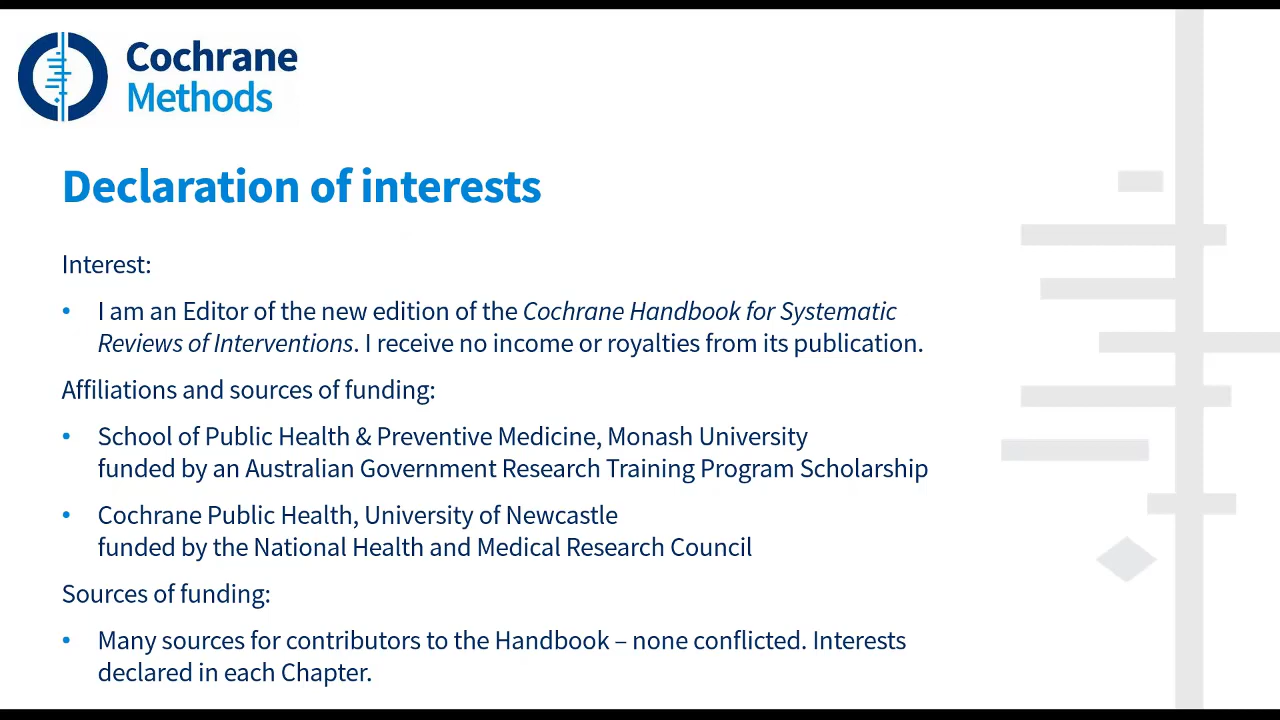 Cochrane
Methods
Declaration of interests
Interest:
• I am an Editor of the new edition of the Cochrane Handbook for Systematic
Reviews of Interventions. I receive no income or royalties from its publication.
Affiliations and sources of funding:
• School of Public Health & Preventive Medicine, Monash University
funded by an Australian Government Research Training Program Scholarship
• Cochrane Public Health, University of Newcastle
funded by the National Health and Medical Research Council
Sources of funding:
• Many sources for contributors to the Handbook – none conflicted. Interests
declared in each Chapter.